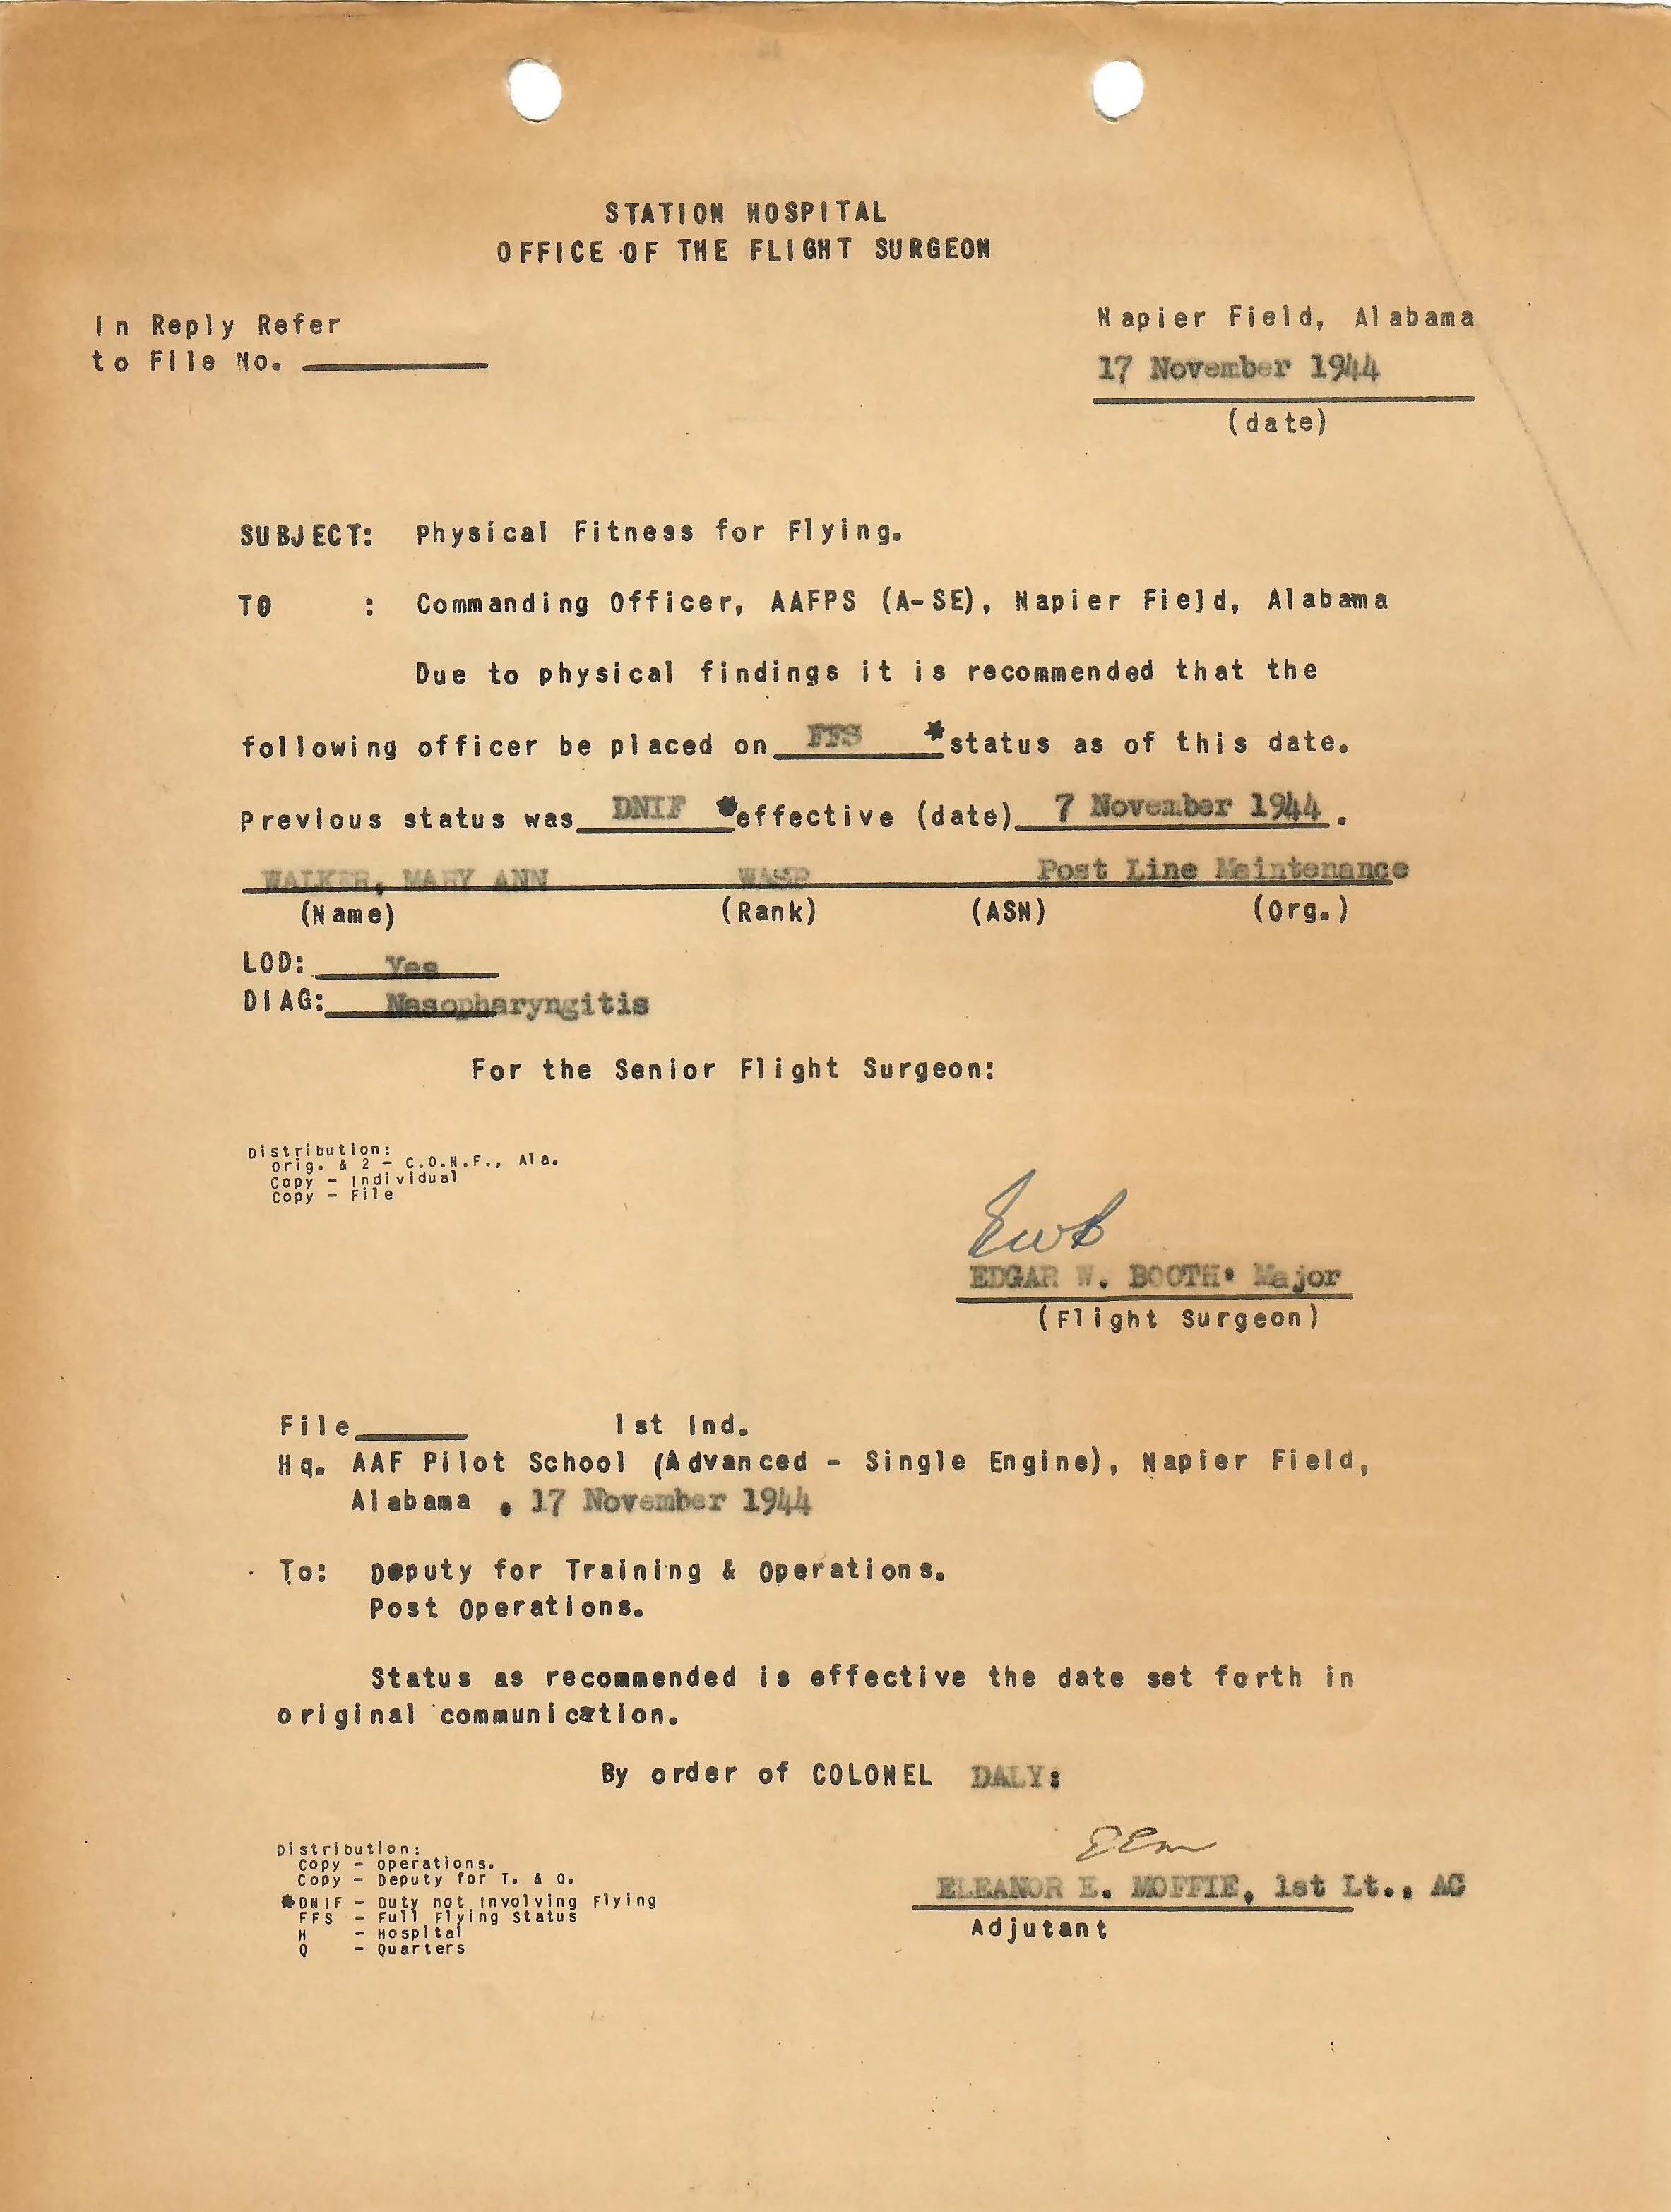 STATION HOSPITAL
OFFICE OF THE FLIGHT SURGEON
In Reply Refer
to File No.
Napier Field, Alabama
17 November 1944
(date)
SUBJECT: Physical Fitness for Flying.
TO : Commanding Officer, AAFPS (A-SE), Napier Field, Alabama
Due to physical findings it is recommended that the
following officer be placed on FFS *status as of this date.
Previous status was DNIF *effective (date) 7 November 1944.
WALKER, MARY ANN WASP Post Line Maintenance
(Name) (Rank) (ASN) (Org.)
LOD: Yes
DIAG: Nasopharyngitis
For the Senior Flight Surgeon:
Distribution:
Orig. & 2 - C.O.N.F., Ala.
Copy - Individual
Copy - File
EWB
EDGAR W. BOOTH, Major
(Flight Surgeon)
File 1st Ind.
Hq. AAF Pilot School (Advanced - Single Engine), Napier Field,
Alabama , 17 November 1944
To: Deputy for Training & Operations.
Post Operations.
Status as recommended is effective the date set forth in
original communication.
By order of COLONEL DALY:
Distribution:
Copy - Operations.
Copy - Deputy for T. & O.
*DNIF - Duty not Involving Flying
FFS - Full Flying Status
H - Hospital
Q - Quarters
EEM
ELEANOR E. MOFFIE, 1st Lt., AC
Adjutant